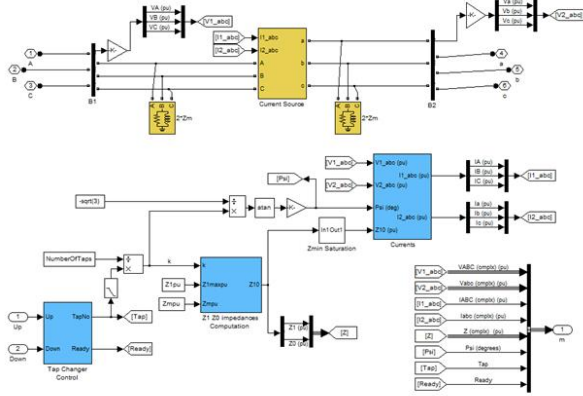 VA (pu)
VB (pu)
VC (pu)
[V1_abc]
Va (pu)
Vb (pu)
Vc (pu)
[V2_abc]
-K-
-K-
[I1_abc]
I1_abc
[I2_abc]
I2_abc
1
A
2
B
3
C
B1
A
B
C
a
b
c
Current Source
B2
4
a
5
b
6
c
A B C
2*Zm
A B C
2*Zm
[V1_abc]
V1_abc (pu)
[V2_abc]
V2_abc (pu)
I1_abc (pu)
Psi (deg)
I2_abc (pu)
Z10 (pu)
Currents
IA (pu)
IB (pu)
IC (pu)
[I1_abc]
Ia (pu)
Ib (pu)
Ic (pu)
[I2_abc]
[Psi]
-sqrt(3)
÷
×
atan
-K-
In1 Out1
Zmin Saturation
NumberOfTaps
÷
×
k
k
Z1pu
Z1maxpu
Z10
Zmpu
Zmpu
Z1 Z0 impedances
Computation
Z1 (pu)
Z0 (pu)
[Z]
1
Up
Up
TapNo
[Tap]
2
Down
Down
Ready
[Ready]
Tap Changer
Control
[V1_abc]
VABC (cmplx) (pu)
[V2_abc]
Vabc (cmplx) (pu)
[I1_abc]
IABC (cmplx) (pu)
[I2_abc]
Iabc (cmplx) (pu)
[Z]
Z (cmplx) (pu)
[Psi]
Psi (degrees)
[Tap]
Tap
[Ready]
Ready
1
m